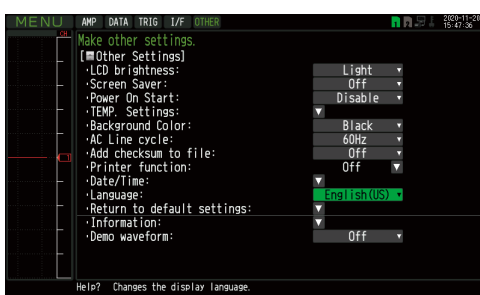 MENU AMP DATA TRIG I/F OTHER 2020-11-20
15:47:36
CH
Make other settings.
[Other Settings]
·LCD brightness: Light
·Screen Saver: Off
·Power On Start: Disable
·TEMP. Settings:
·Background Color: Black
·AC Line cycle: 60Hz
·Add checksum to file: Off
·Printer function: Off
·Date/Time:
·Language: English(US)
·Return to default settings:
·Information:
·Demo waveform: Off
Help? Changes the display language.